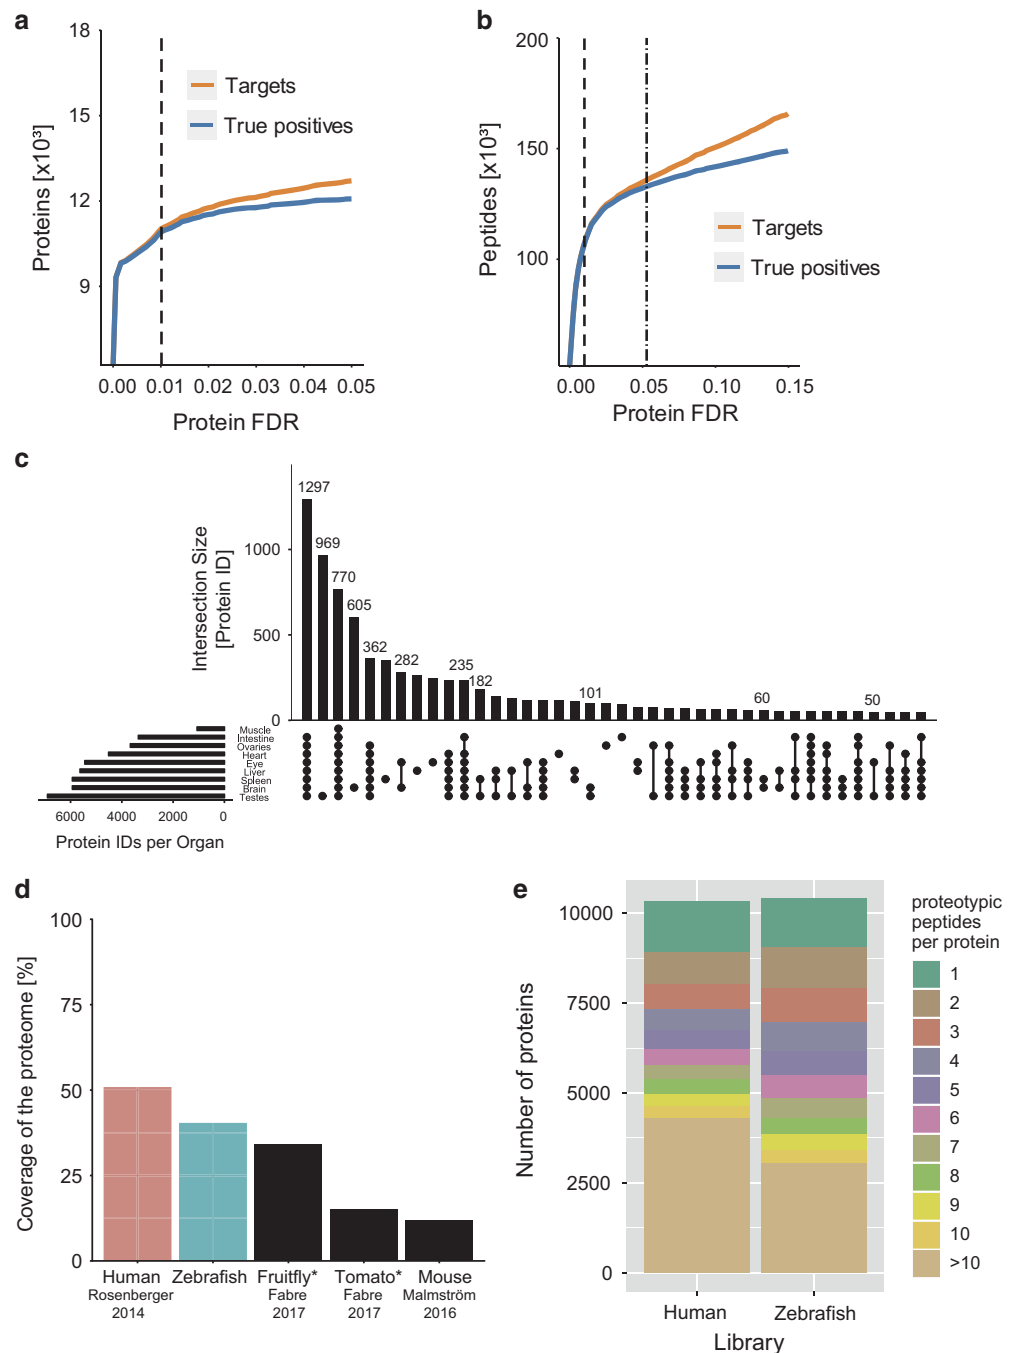 a
18
15
12
9
Proteins [x10³]
Targets
True positives
0.00 0.01 0.02 0.03 0.04 0.05
Protein FDR
b
200
150
100
Peptides [x10³]
Targets
True positives
0.00 0.05 0.10 0.15
Protein FDR
c
Intersection Size
[Protein ID]
1000
500
0
1297
969
770
605
362
282
235
182
101
60
50
Muscle
Intestine
Ovaries
Heart
Eye
Liver
Spleen
Brain
Testes
6000 4000 2000 0
Protein IDs per Organ
d
100
75
50
25
0
Coverage of the proteome [%]
Human
Rosenberger
2014
Zebrafish
Fruitfly*
Fabre
2017
Tomato*
Fabre
2017
Mouse
Malmström
2016
e
10000
7500
5000
2500
0
Number of proteins
Human Zebrafish
Library
proteotypic
peptides
per protein
1
2
3
4
5
6
7
8
9
10
>10